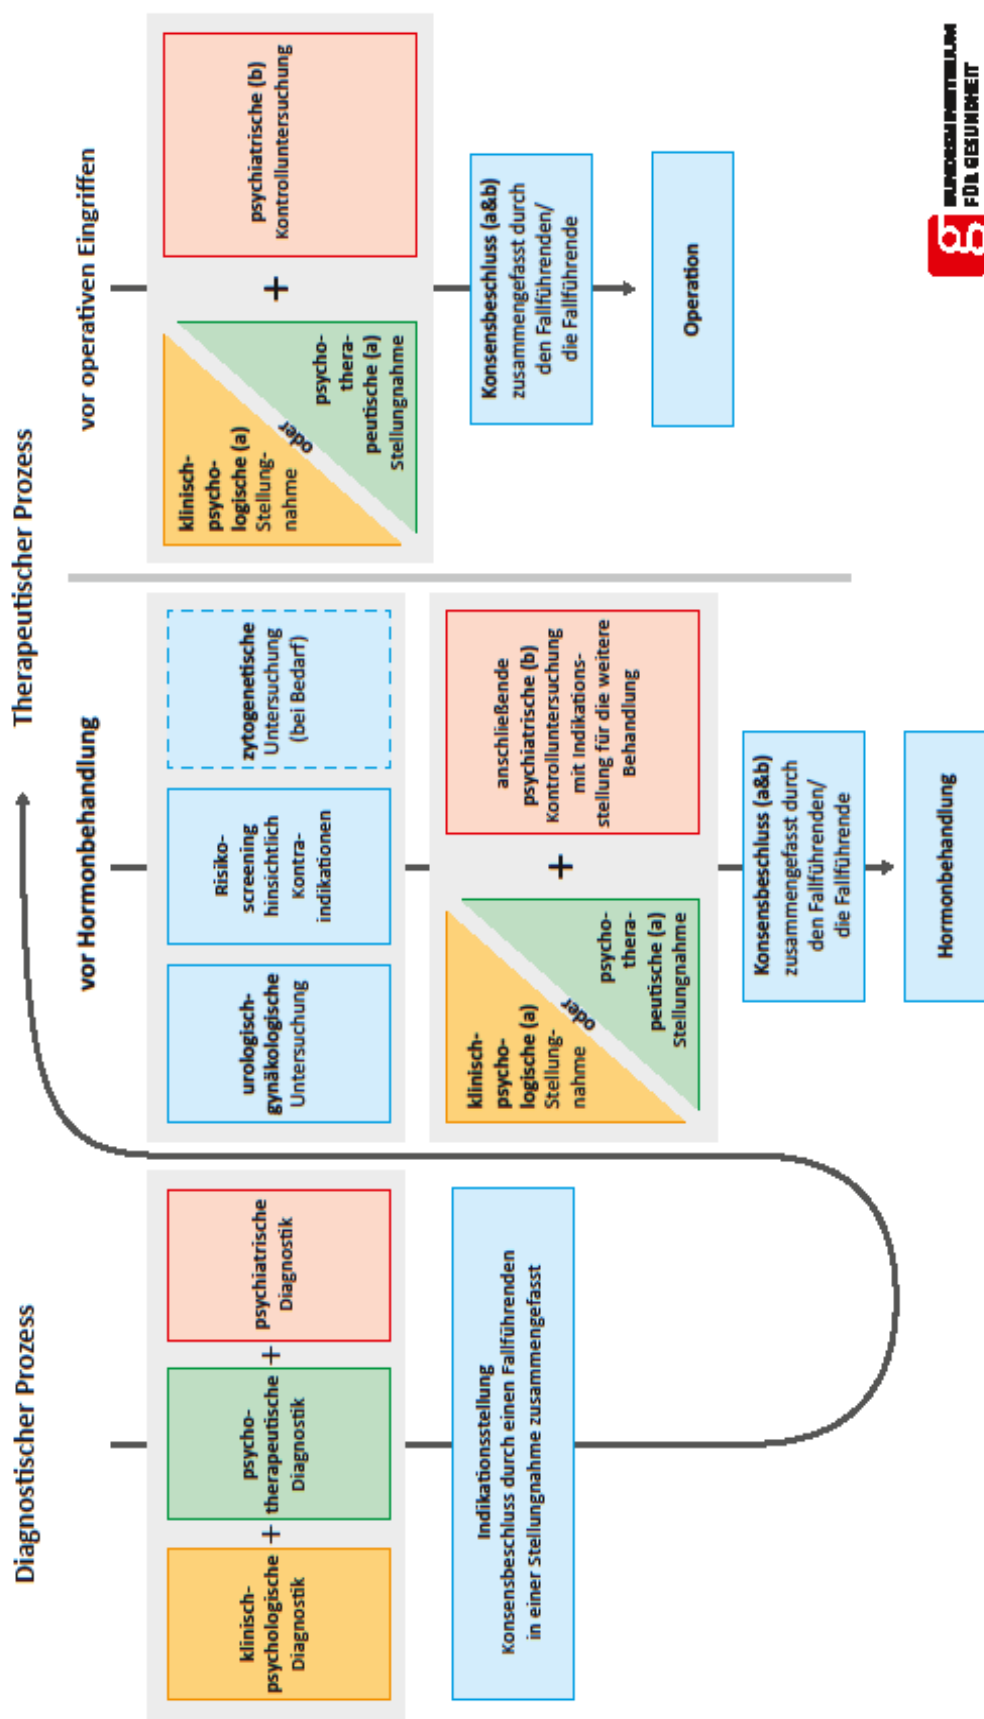 Diagnostischer Prozess
klinisch-
psychologische
Diagnostik
+
psycho-
therapeutische
Diagnostik
+
psychiatrische
Diagnostik
Indikationsstellung
Konsensbeschluss durch einen Fallführenden
in einer Stellungnahme zusammengefasst
Therapeutischer Prozess
vor Hormonbehandlung
urologisch-
gynäkologische
Untersuchung
Risiko-
screening
hinsichtlich
Kontra-
indikationen
zytogenetische
Untersuchung
(bei Bedarf)
klinisch-
psycho-
logische (a)
Stellung-
nahme
oder
psycho-
thera-
peutische (a)
Stellungnahme
+
anschließende
psychiatrische (b)
Kontrolluntersuchung
mit Indikations-
stellung für die weitere
Behandlung
Konsensbeschluss (a&b)
zusammengefasst durch
den Fallführenden/
die Fallführende
Hormonbehandlung
vor operativen Eingriffen
klinisch-
psycho-
logische (a)
Stellung-
nahme
oder
psycho-
thera-
peutische (a)
Stellungnahme
+
psychiatrische (b)
Kontrolluntersuchung
Konsensbeschluss (a&b)
zusammengefasst durch
den Fallführenden/
die Fallführende
Operation
bg
BUNDESMINISTERIUM
FÜR GESUNDHEIT